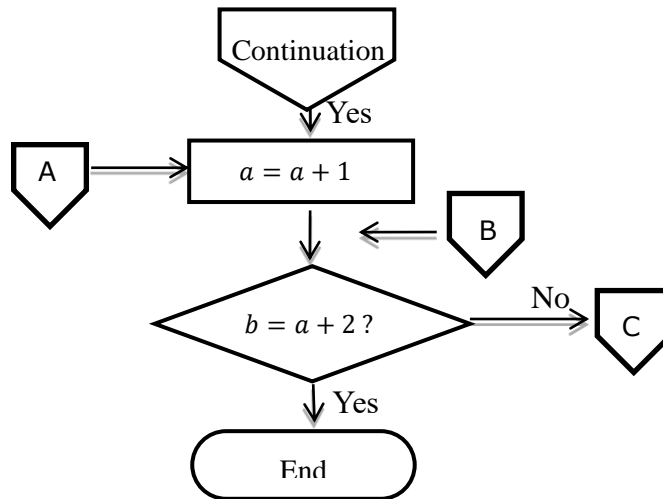 Continuation
Yes
A
a = a + 1
B
No
b = a + 2 ?
C
Yes
End